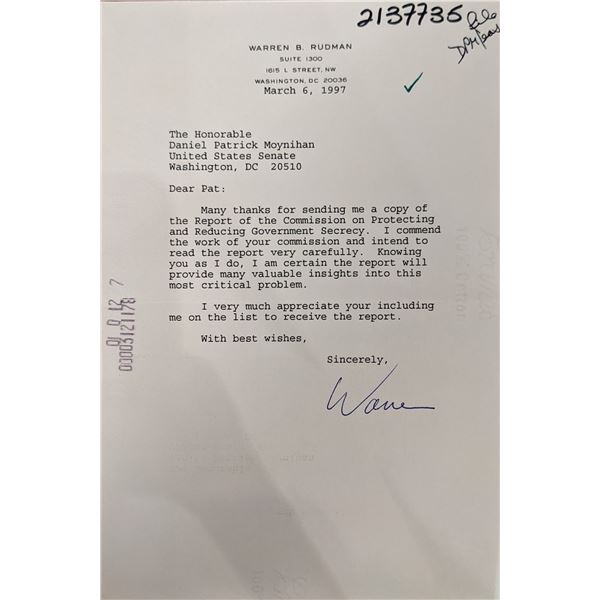 2137736
File
WARREN B. RUDMAN
SUITE 1300
1615 L STREET, NW
WASHINGTON, DC 20036
March 6, 1997
The Honorable
Daniel Patrick Moynihan
United States Senate
Washington, DC 20510
Dear Pat:
Many thanks for sending me a copy of
the Report of the Commission on Protecting
and Reducing Government Secrecy. I commend
the work of your commission and intend to
read the report very carefully. Knowing
you as I do, I am certain the report will
provide many valuable insights into this
most critical problem.
I very much appreciate your including
me on the list to receive the report.
With best wishes,
Sincerely,
Warren
00003121178